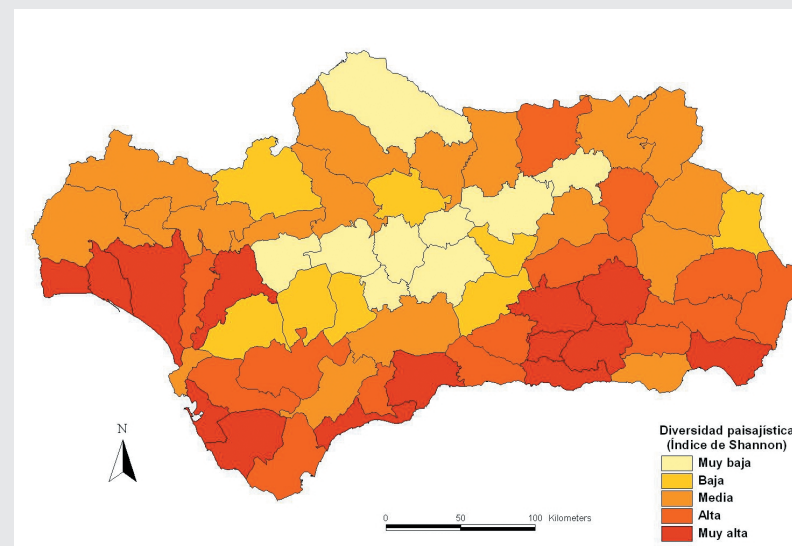 N
Diversidad paisajística
(Índice de Shannon)
Muy baja
Baja
Media
Alta
Muy alta
0 50 100 Kilometers